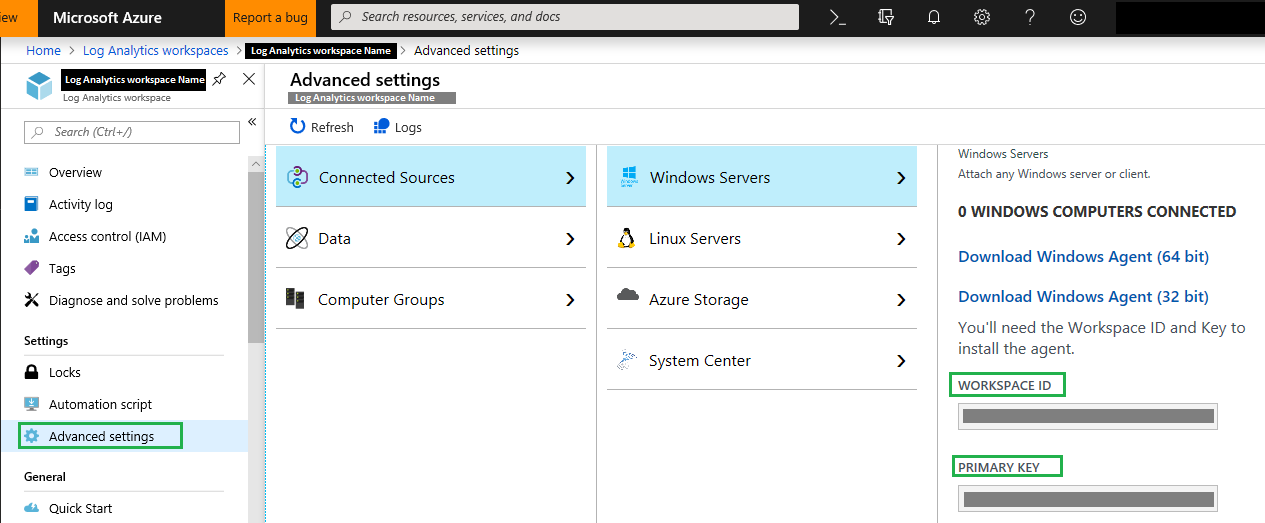 iew
Microsoft Azure
Report a bug
Search resources, services, and docs
Home > Log Analytics workspaces > Log Analytics workspace Name > Advanced settings
Log Analytics workspace Name
Log Analytics workspace
Search (Ctrl+/)
Overview
Activity log
Access control (IAM)
Tags
Diagnose and solve problems
Settings
Locks
Automation script
Advanced settings
General
Quick Start
Advanced settings
Log Analytics workspace Name
Refresh
Logs
Connected Sources
Data
Computer Groups
Windows Servers
Linux Servers
Azure Storage
System Center
Windows Servers
Attach any Windows server or client.
0 WINDOWS COMPUTERS CONNECTED
Download Windows Agent (64 bit)
Download Windows Agent (32 bit)
You'll need the Workspace ID and Key to
install the agent.
WORKSPACE ID
PRIMARY KEY